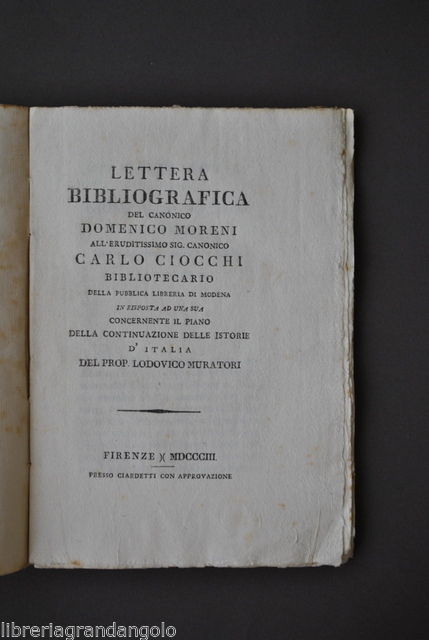 LETTERA
BIBLIOGRAFICA
DEL CANONICO
DOMENICO MORENI
ALL'ERUDITISSIMO SIG. CANONICO
CARLO CIOCCHI
BIBLIOTECARIO
DELLA PUBBLICA LIBRERIA DI MODENA
IN RISPOSTA AD UNA SUA
CONCERNENTE IL PIANO
DELLA CONTINUAZIONE DELLE ISTORIE
D'ITALIA
DEL PROP. LODOVICO MURATORI
FIRENZE )( MDCCCIII.
PRESSO CIARDETTI CON APPROVAZIONE
libreriagrandangolo